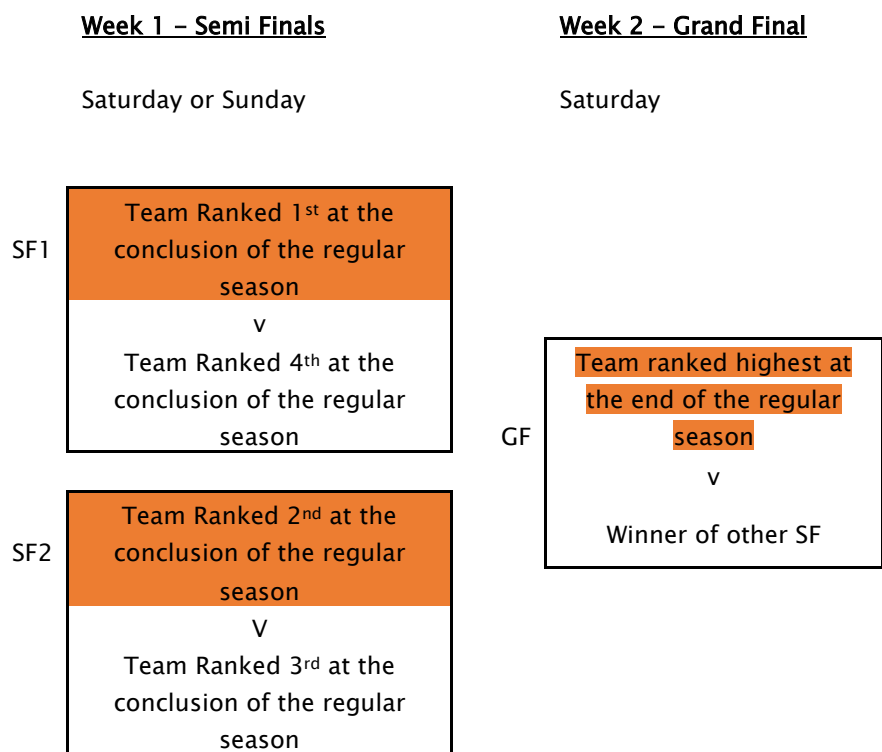 Week 1 – Semi Finals
Week 2 – Grand Final
Saturday or Sunday
Saturday
SF1
Team Ranked 1st at the
conclusion of the regular
season
v
Team Ranked 4th at the
conclusion of the regular
season
SF2
Team Ranked 2nd at the
conclusion of the regular
season
V
Team Ranked 3rd at the
conclusion of the regular
season
GF
Team ranked highest at
the end of the regular
season
v
Winner of other SF